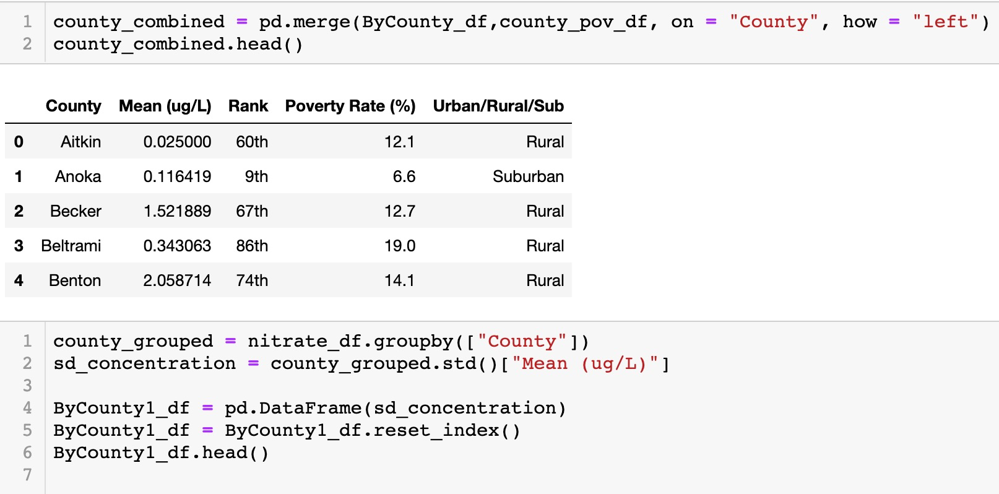 1 county_combined = pd.merge(ByCounty_df,county_pov_df, on = "County", how = "left")
2 county_combined.head()
County Mean (ug/L) Rank Poverty Rate (%) Urban/Rural/Sub
0 Aitkin 0.025000 60th 12.1 Rural
1 Anoka 0.116419 9th 6.6 Suburban
2 Becker 1.521889 67th 12.7 Rural
3 Beltrami 0.343063 86th 19.0 Rural
4 Benton 2.058714 74th 14.1 Rural
1 county_grouped = nitrate_df.groupby(["County"])
2 sd_concentration = county_grouped.std()["Mean (ug/L)"]
3
4 ByCounty1_df = pd.DataFrame(sd_concentration)
5 ByCounty1_df = ByCounty1_df.reset_index()
6 ByCounty1_df.head()
7